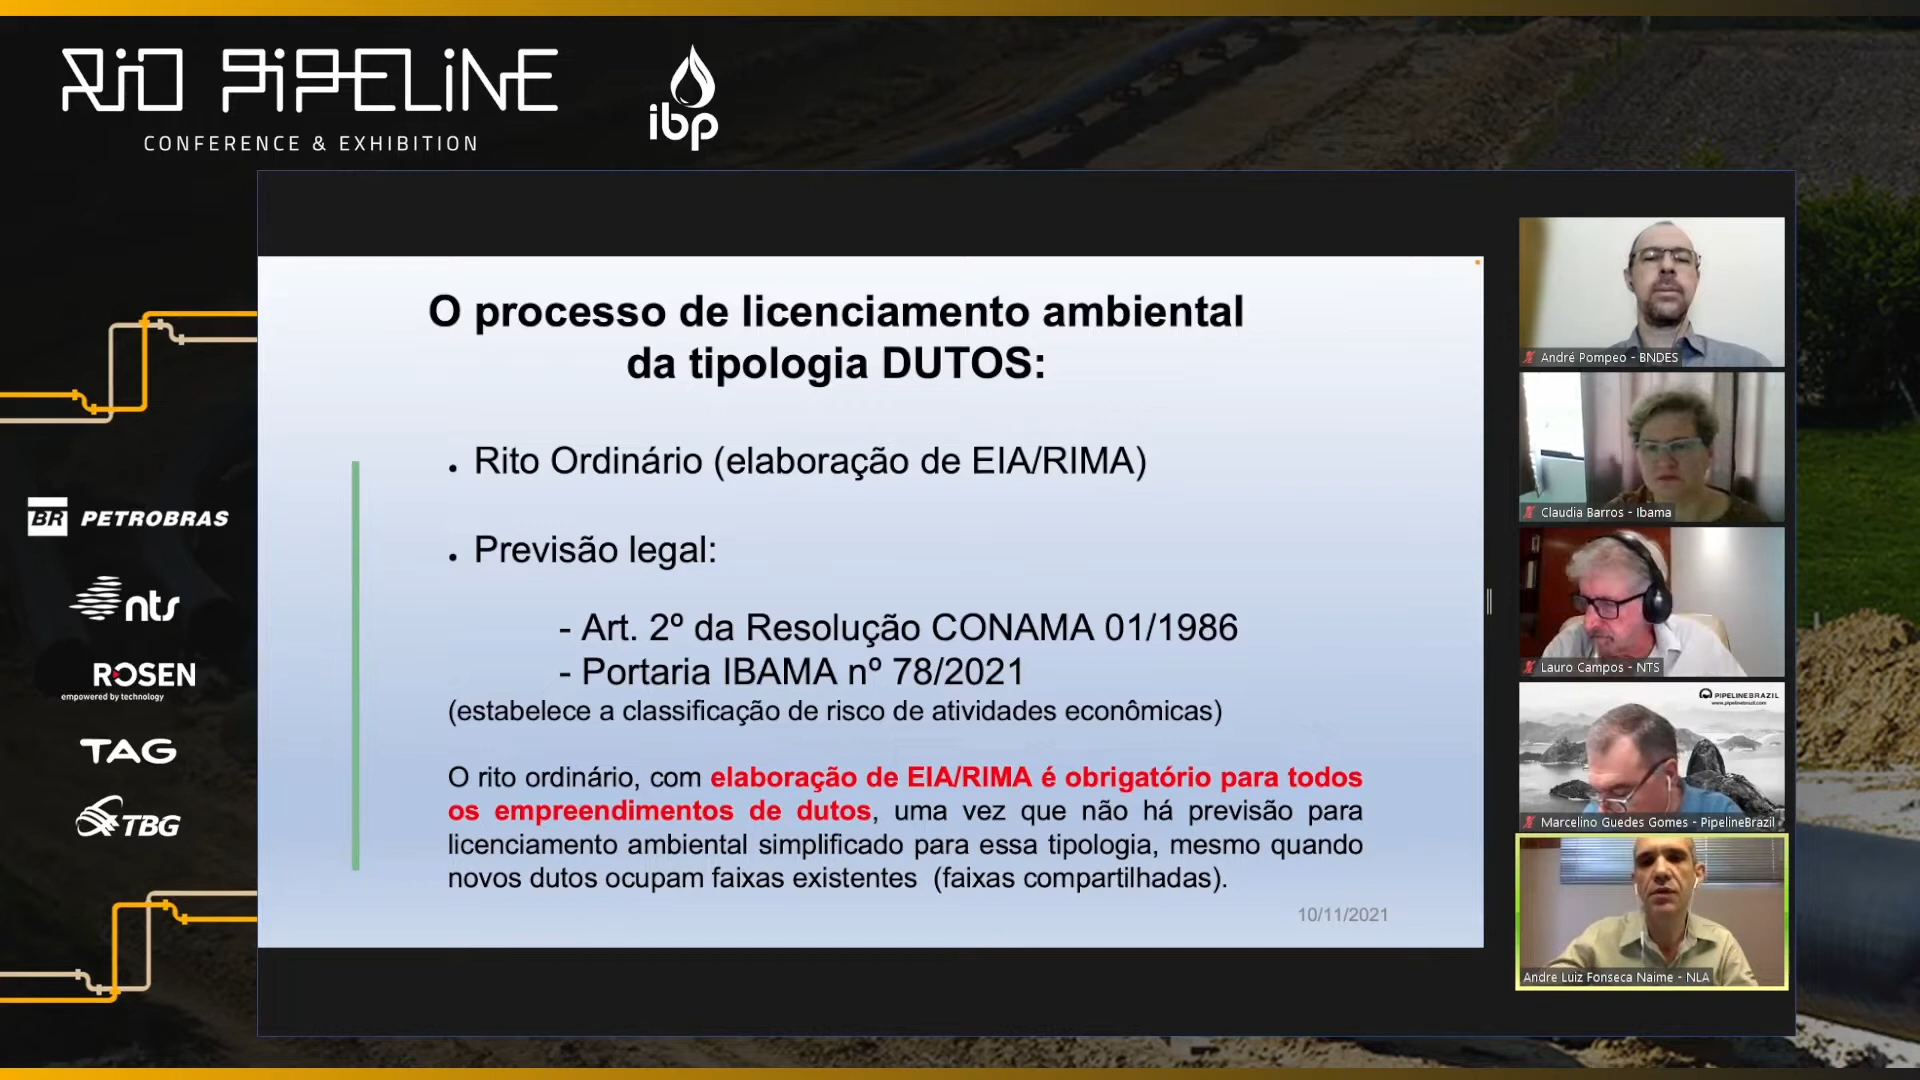 RIO PIPELINE
CONFERENCE & EXHIBITION
ibp
BR PETROBRAS
nts
ROSEN
empowered by technology
TAG
TBG
O processo de licenciamento ambiental
da tipologia DUTOS:
• Rito Ordinário (elaboração de EIA/RIMA)
• Previsão legal:
- Art. 2º da Resolução CONAMA 01/1986
- Portaria IBAMA nº 78/2021
(estabelece a classificação de risco de atividades econômicas)
O rito ordinário, com elaboração de EIA/RIMA é obrigatório para todos
os empreendimentos de dutos, uma vez que não há previsão para
licenciamento ambiental simplificado para essa tipologia, mesmo quando
novos dutos ocupam faixas existentes (faixas compartilhadas).
10/11/2021
André Pompeo - BNDES
Claudia Barros - Ibama
Lauro Campos - NTS
PIPELINEBRAZIL
www.pipelinebrazil.com
Marcelino Guedes Gomes - PipelineBrazil
Andre Luiz Fonseca Naime - NLA